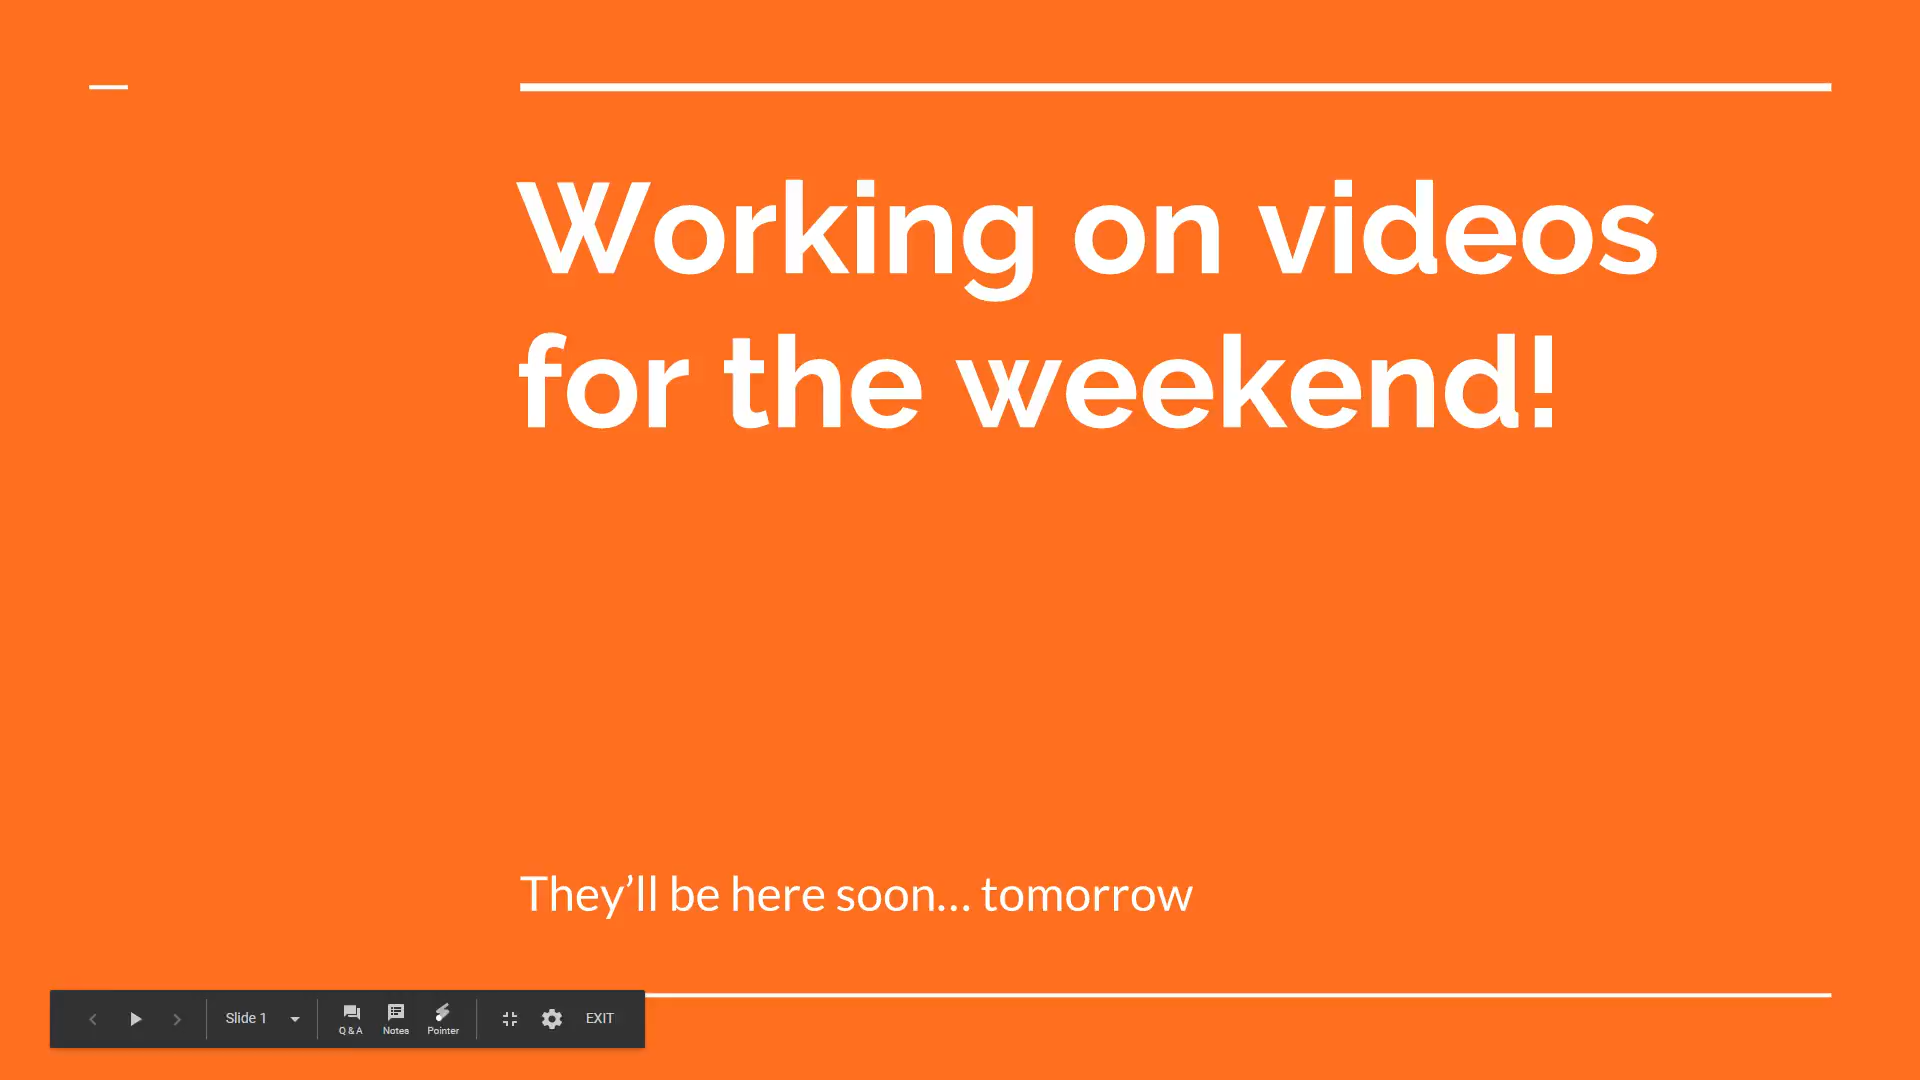 Working on videos
for the weekend!
They’ll be here soon... tomorrow
Slide 1
Q & A
Notes
Pointer
EXIT